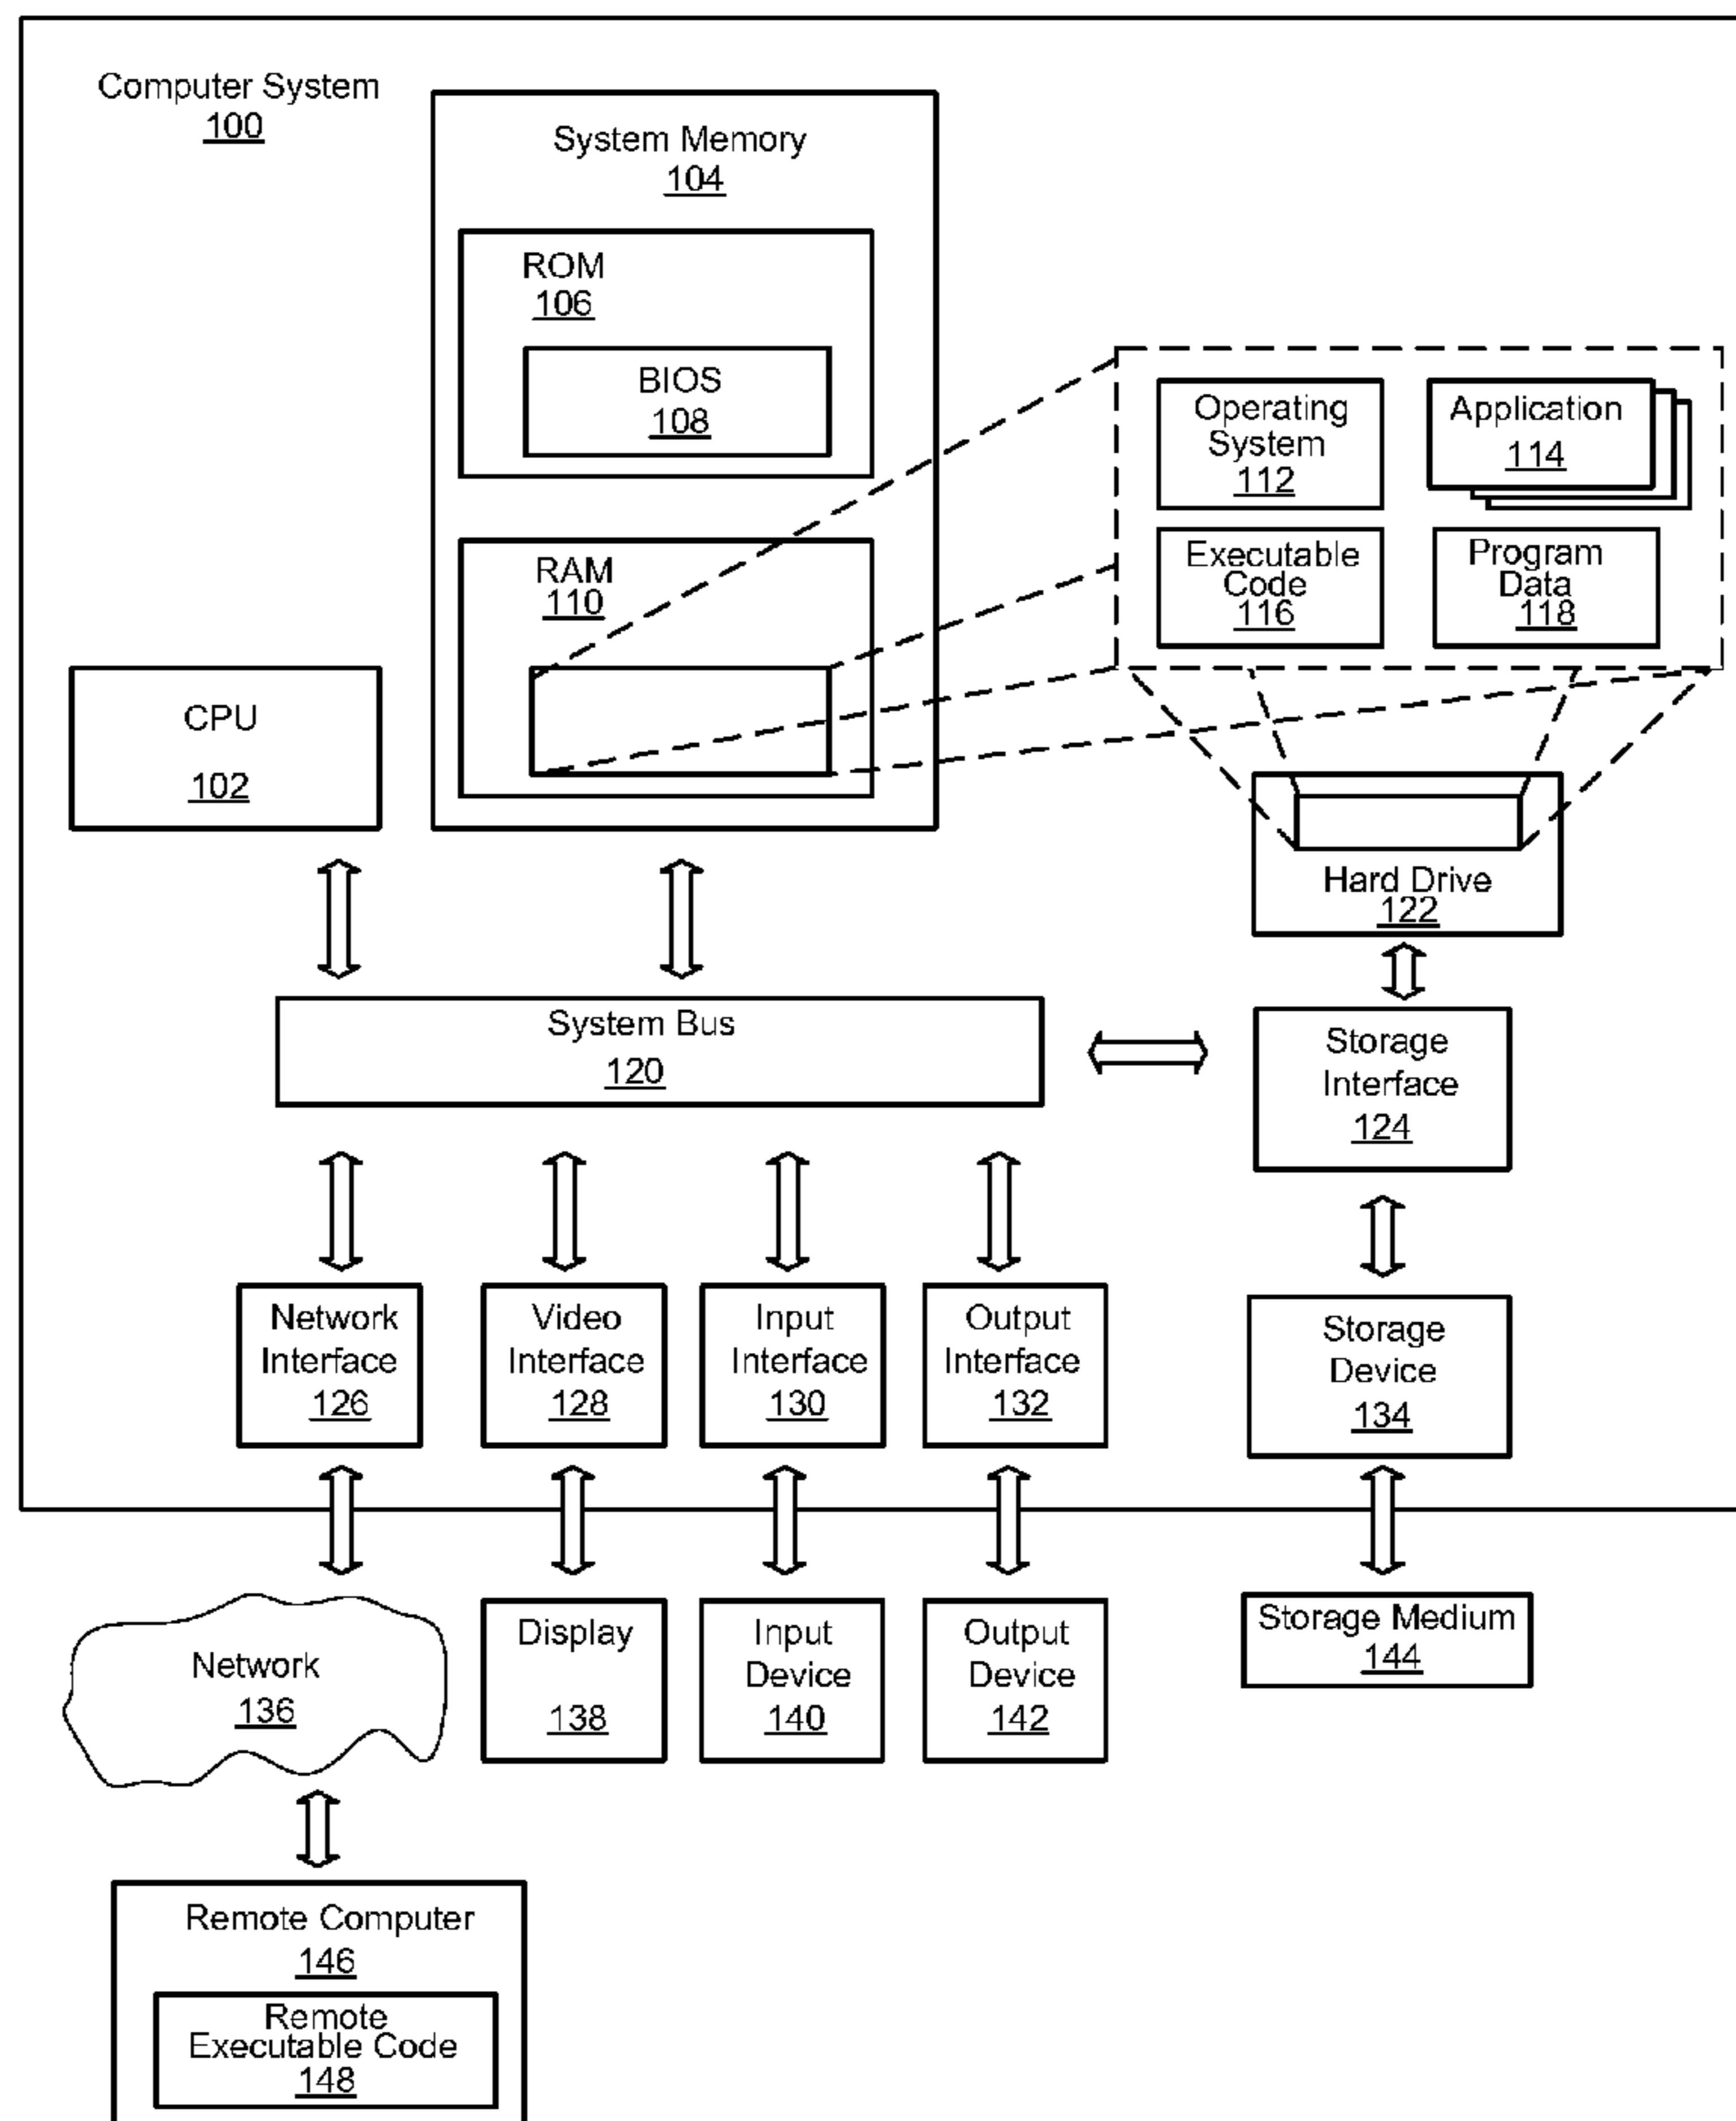 Computer System
100
System Memory
104
ROM
106
BIOS
108
Operating
System
112
Application
114
Executable
Code
116
Program
Data
118
RAM
110
CPU
102
Hard Drive
122
System Bus
120
Storage
Interface
124
Network
Interface
126
Video
Interface
128
Input
Interface
130
Output
Interface
132
Storage
Device
134
Network
136
Display
138
Input
Device
140
Output
Device
142
Storage Medium
144
Remote Computer
146
Remote
Executable Code
148